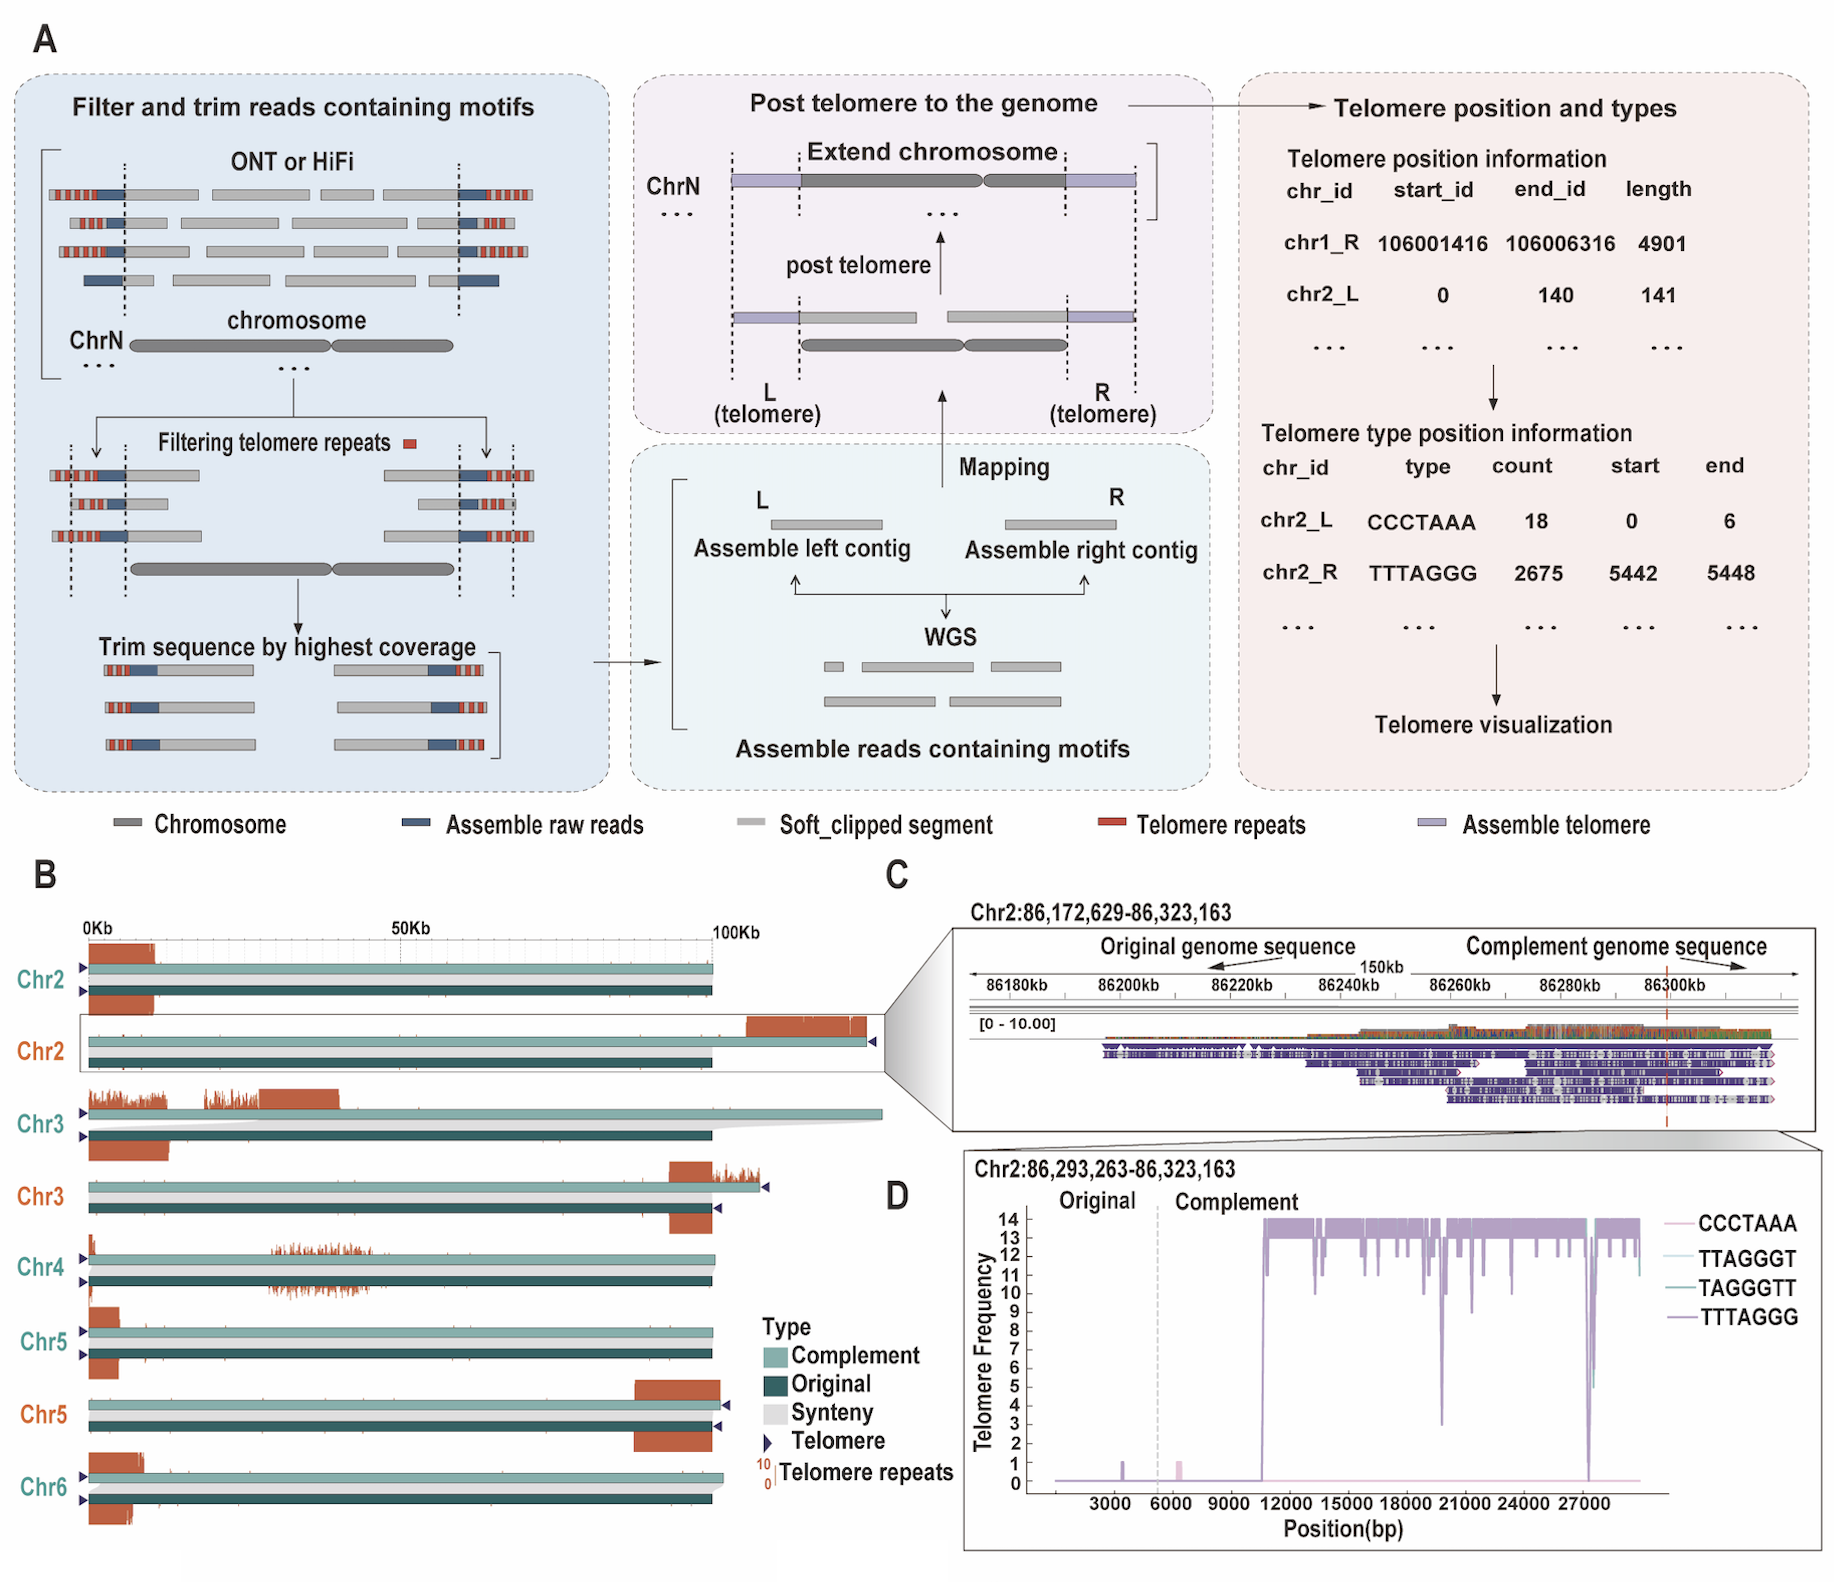 A
Filter and trim reads containing motifs
ONT or HiFi
chromosome
ChrN
...
...
Filtering telomere repeats
Trim sequence by highest coverage
Post telomere to the genome
Extend chromosome
ChrN
...
...
post telomere
L
(telomere)
R
(telomere)
Mapping
L
R
Assemble left contig
Assemble right contig
WGS
Assemble reads containing motifs
Telomere position and types
Telomere position information
chr_id start_id end_id length
chr1_R 106001416 106006316 4901
chr2_L 0 140 141
... ... ... ...
Telomere type position information
chr_id type count start end
chr2_L CCCTAAA 18 0 6
chr2_R TTTAGGG 2675 5442 5448
... ... ... ... ...
Telomere visualization
Chromosome
Assemble raw reads
Soft_clipped segment
Telomere repeats
Assemble telomere
B
0Kb 50Kb 100Kb
Chr2
Chr2
Chr3
Chr3
Chr4
Chr5
Chr5
Chr6
Type
Complement
Original
Synteny
Telomere
10
0
Telomere repeats
C
Chr2:86,172,629-86,323,163
Original genome sequence
Complement genome sequence
150kb
86180kb 86200kb 86220kb 86240kb 86260kb 86280kb 86300kb
[0 - 10.00]
D
Chr2:86,293,263-86,323,163
Original
Complement
Telomere Frequency
14
13
12
11
10
9
8
7
6
5
4
3
2
1
0
3000 6000 9000 12000 15000 18000 21000 24000 27000
Position(bp)
CCCTAAA
TTAGGGT
TAGGGTT
TTTAGGG